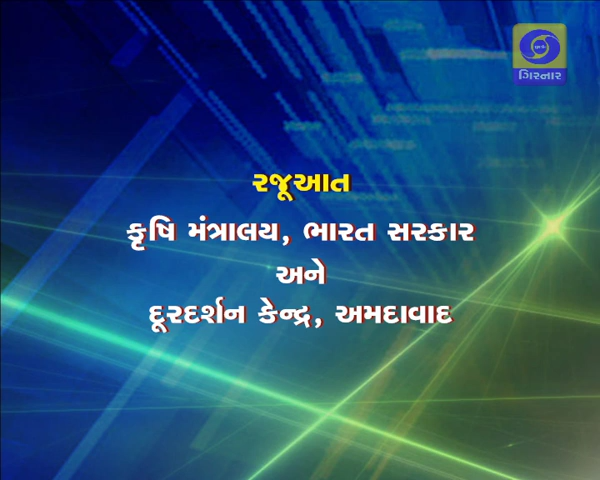 ગિરનાર
રજૂઆત
કૃષિ મંત્રાલય, ભારત સરકાર
અને
દૂરદર્શન કેન્દ્ર, અમદાવાદ